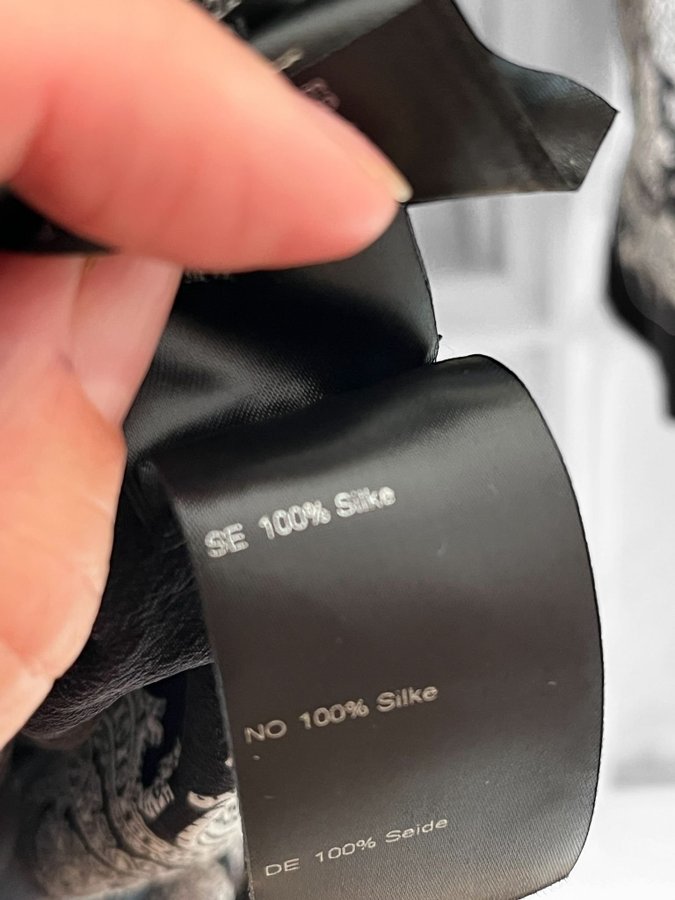 SE 100% Silke
NO 100% Silke
DE 100% Seide